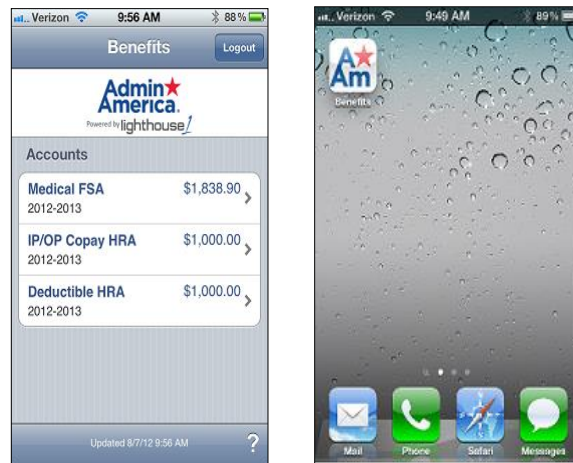 Verizon 9:56 AM 88%
Benefits Logout
Admin
America.
Powered by lighthouse1
Accounts
Medical FSA $1,838.90
2012-2013
IP/OP Copay HRA $1,000.00
2012-2013
Deductible HRA $1,000.00
2012-2013
Updated 8/7/12 9:56 AM ?
Verizon 9:49 AM 89%
A
Am
Benefits
Mail Phone Safari Messages